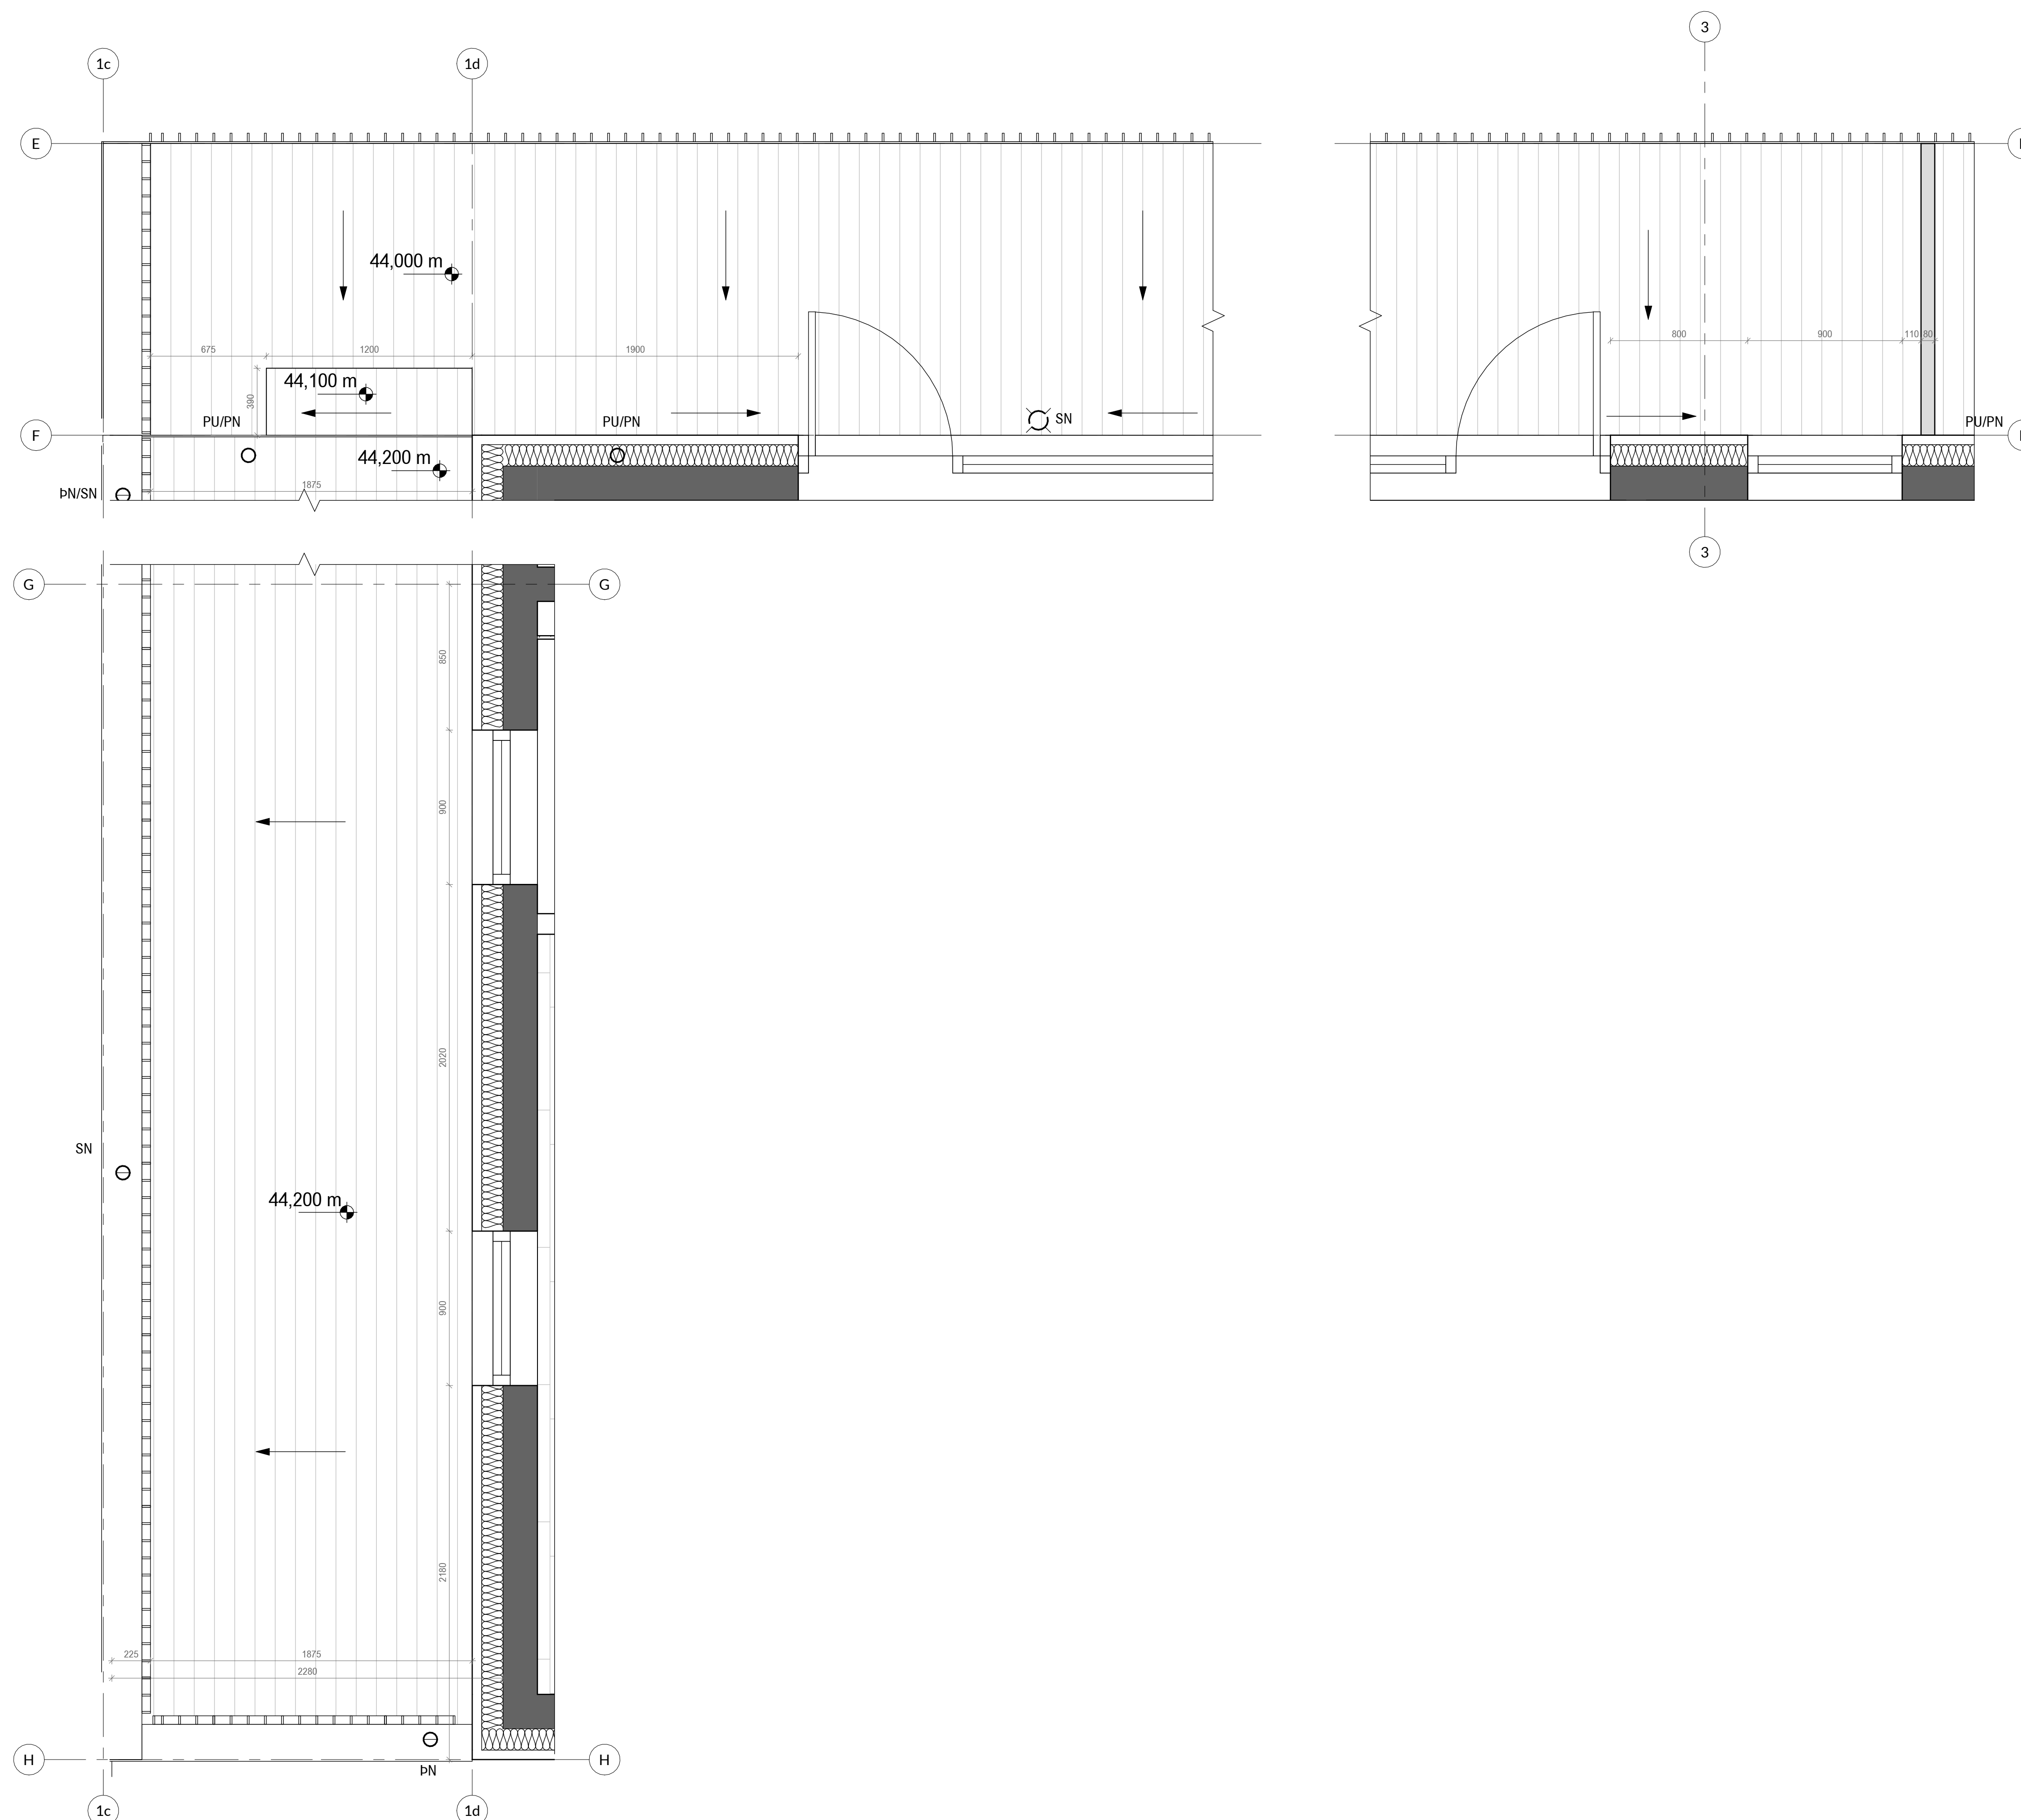 3
1c
1d
E
44,000 m
675
1200
1900
800
900
110
80
44,100 m
390
PU/PN
PU/PN
SN
PU/PN
F
44,200 m
1875
ÞN/SN
3
G
G
850
900
2020
SN
44,200 m
900
2180
225
1875
2280
H
H
ÞN
1c
1d